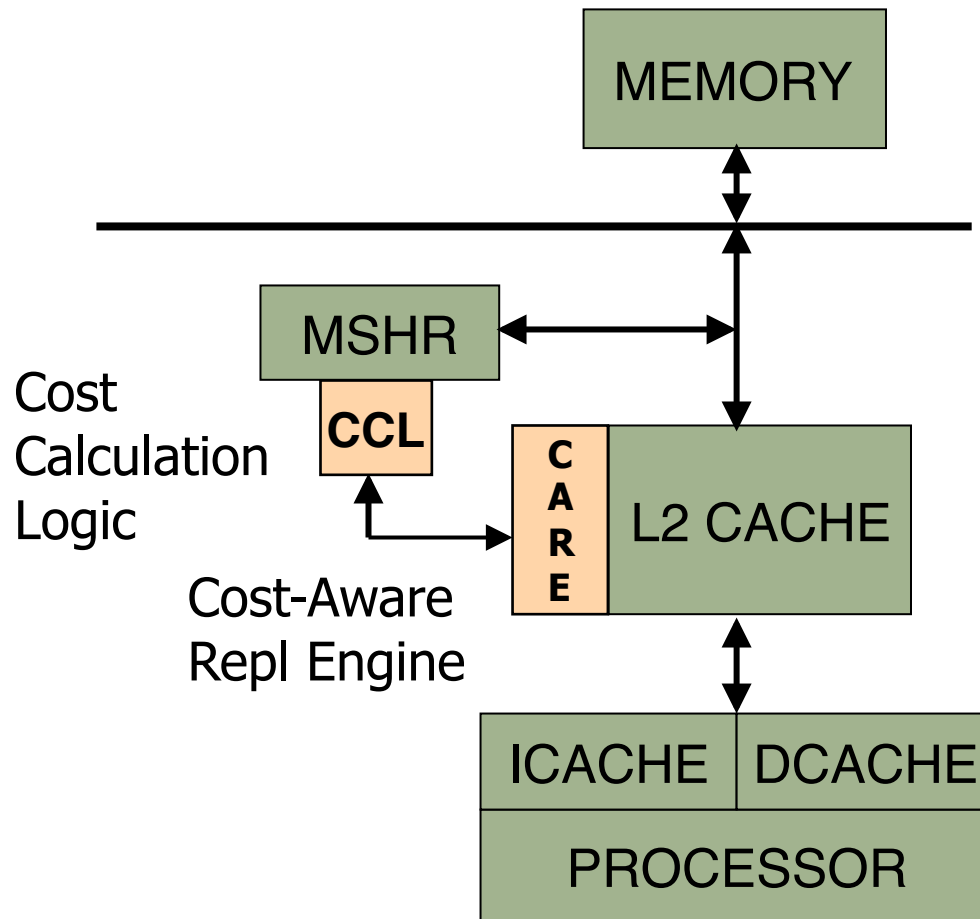 MEMORY
MSHR
Cost
Calculation
Logic
CCL
C
A
R
E
L2 CACHE
Cost-Aware
Repl Engine
ICACHE
DCACHE
PROCESSOR